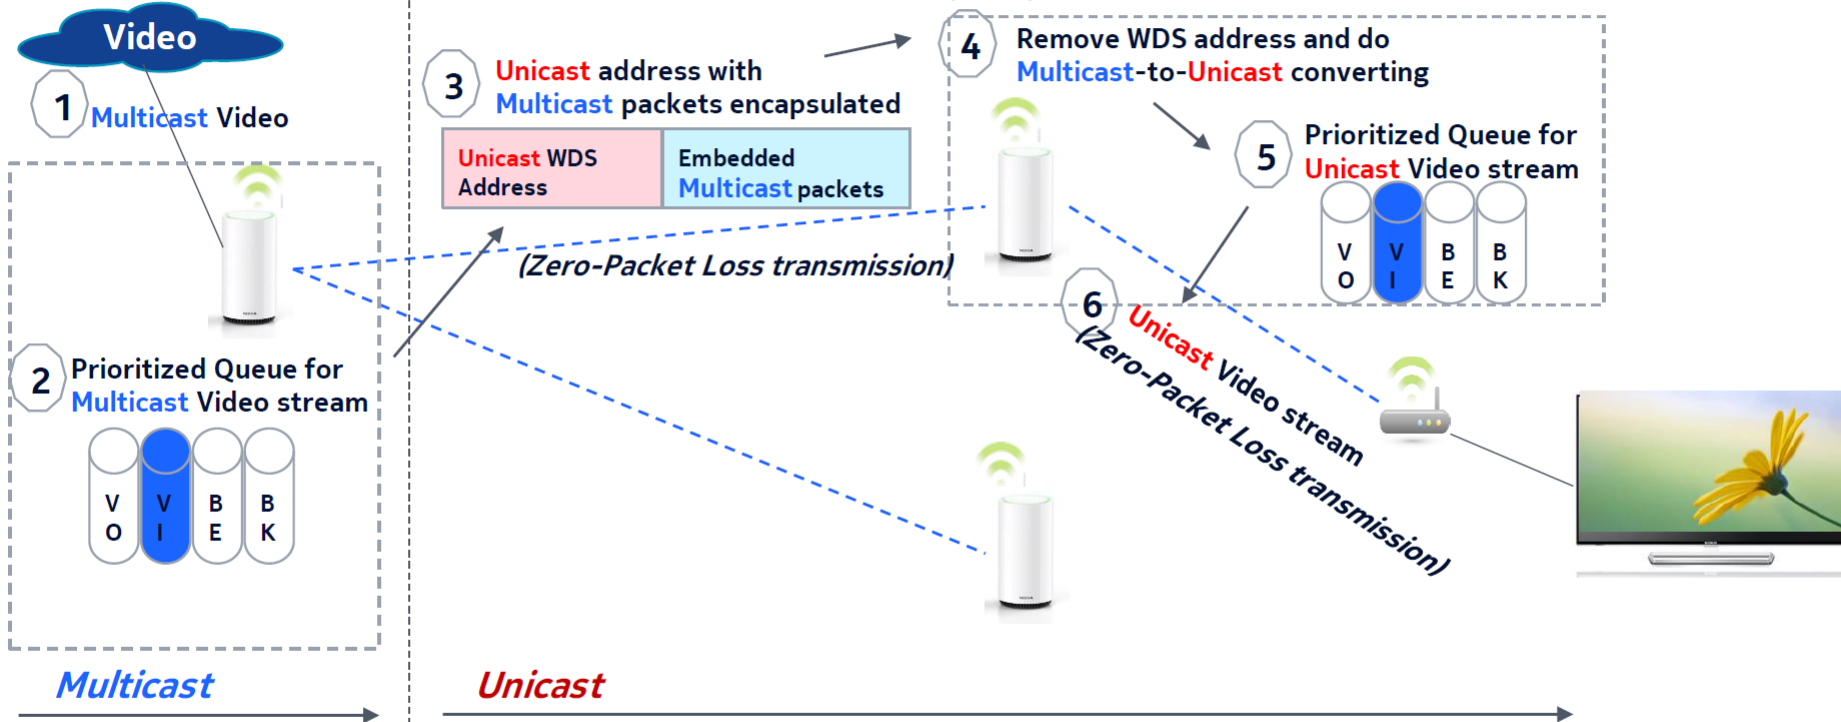 Video
1
Multicast Video
2
Prioritized Queue for
Multicast Video stream
V
O
V
I
B
E
B
K
3
Unicast address with
Multicast packets encapsulated
Unicast WDS
Address
Embedded
Multicast packets
(Zero-Packet Loss transmission)
4
Remove WDS address and do
Multicast-to-Unicast converting
5
Prioritized Queue for
Unicast Video stream
V
O
V
I
B
E
B
K
6
Unicast Video stream
(Zero-Packet Loss transmission)
Multicast
Unicast